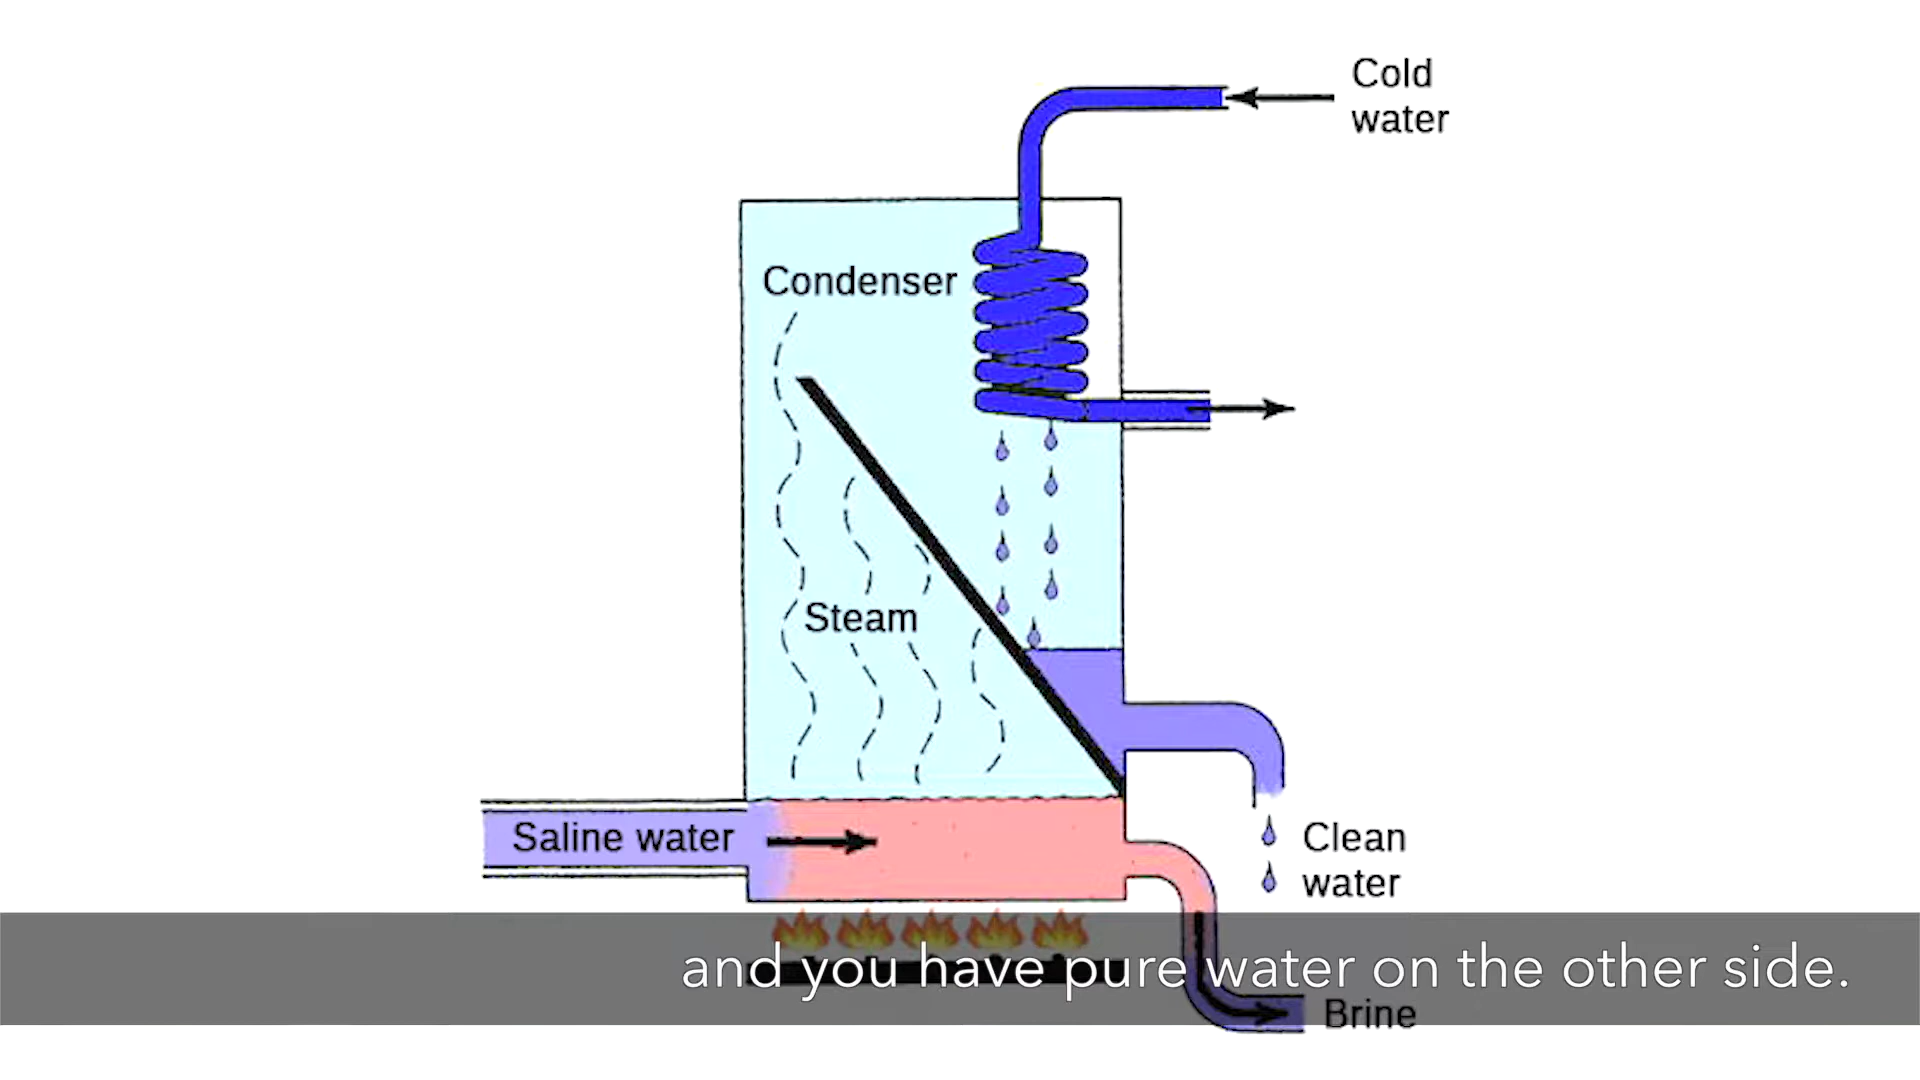 Cold
water
Condenser
Steam
Saline water
Clean
water
and you have pure water on the other side.
Brine